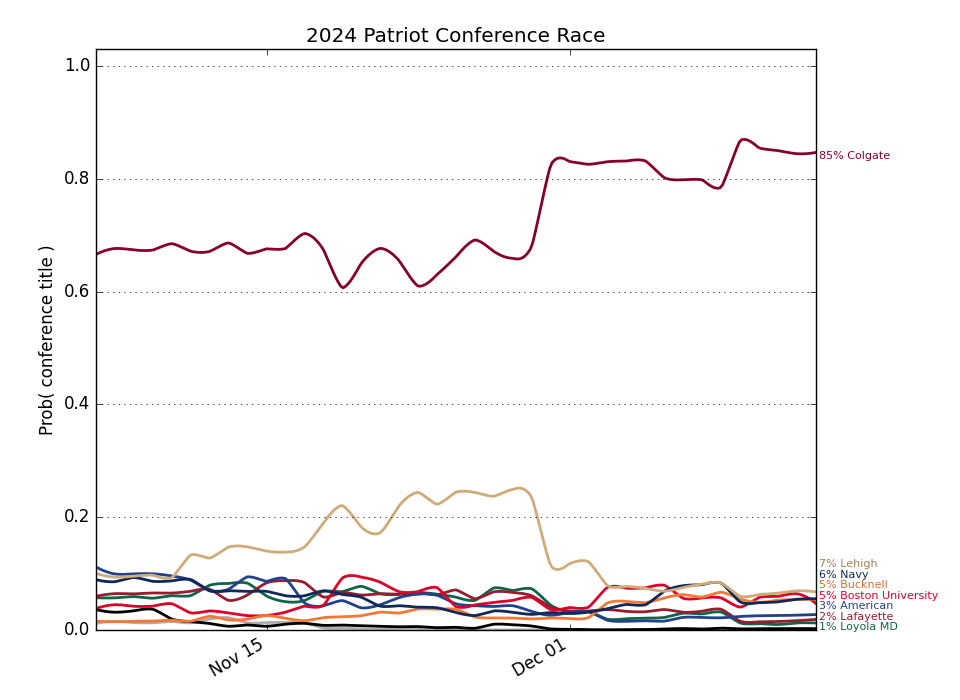 2024 Patriot Conference Race
Prob( conference title )
1.0
0.8
0.6
0.4
0.2
0.0
Nov 15
Dec 01
85% Colgate
7% Lehigh
6% Navy
5% Bucknell
5% Boston University
3% American
2% Lafayette
1% Loyola MD